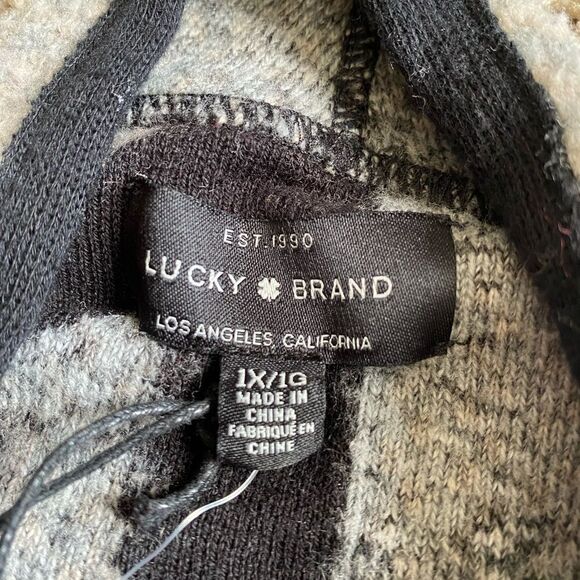 EST. 1990
LUCKY BRAND
LOS ANGELES, CALIFORNIA
1X/1G
MADE IN
CHINA
FABRIQUÉ EN
CHINE